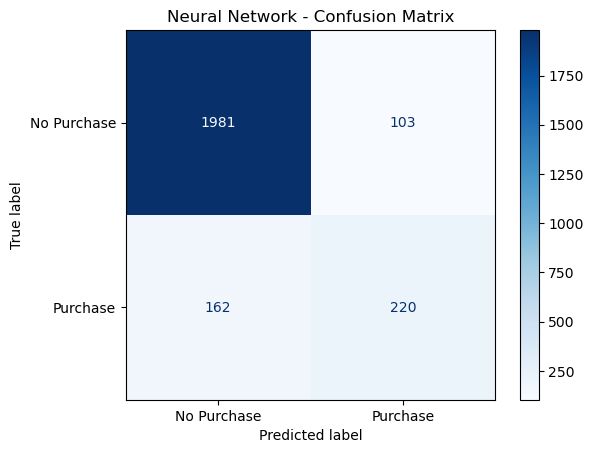 Neural Network - Confusion Matrix
True label
No Purchase
1981
103
Purchase
162
220
No Purchase
Purchase
Predicted label
1750
1500
1250
1000
750
500
250